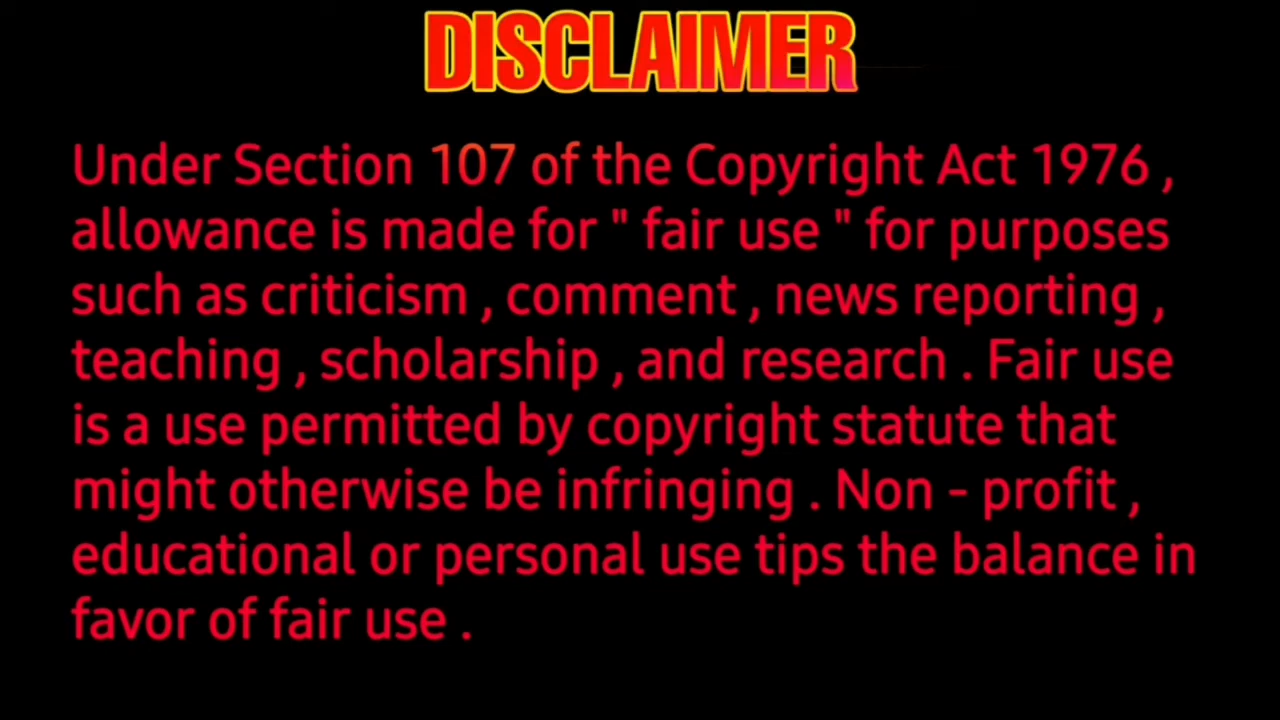 DISCLAIMER
Under Section 107 of the Copyright Act 1976 ,
allowance is made for " fair use " for purposes
such as criticism , comment , news reporting ,
teaching , scholarship , and research . Fair use
is a use permitted by copyright statute that
might otherwise be infringing . Non - profit ,
educational or personal use tips the balance in
favor of fair use .